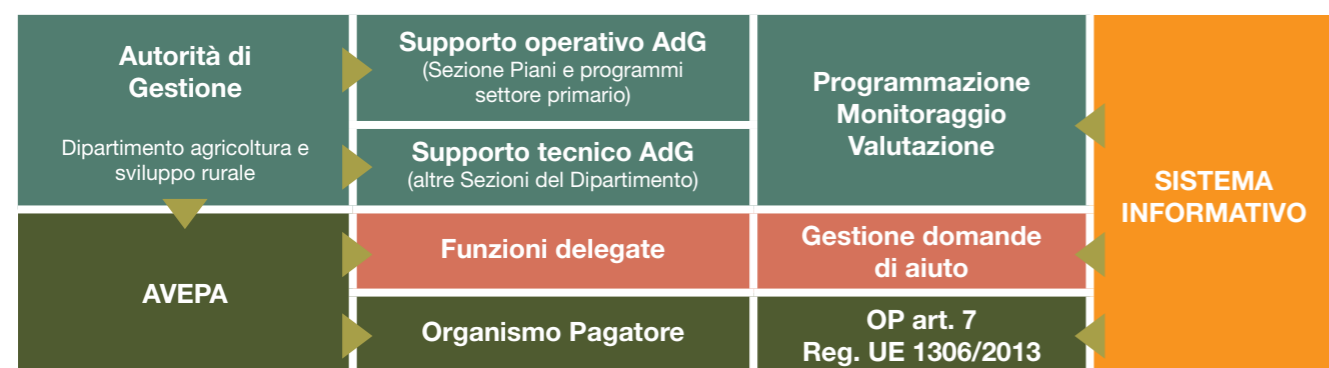 Autorità di
Gestione
Dipartimento agricoltura e
sviluppo rurale
Supporto operativo AdG
(Sezione Piani e programmi
settore primario)
Supporto tecnico AdG
(altre Sezioni del Dipartimento)
Programmazione
Monitoraggio
Valutazione
SISTEMA
INFORMATIVO
AVEPA
Funzioni delegate
Gestione domande
di aiuto
Organismo Pagatore
OP art. 7
Reg. UE 1306/2013